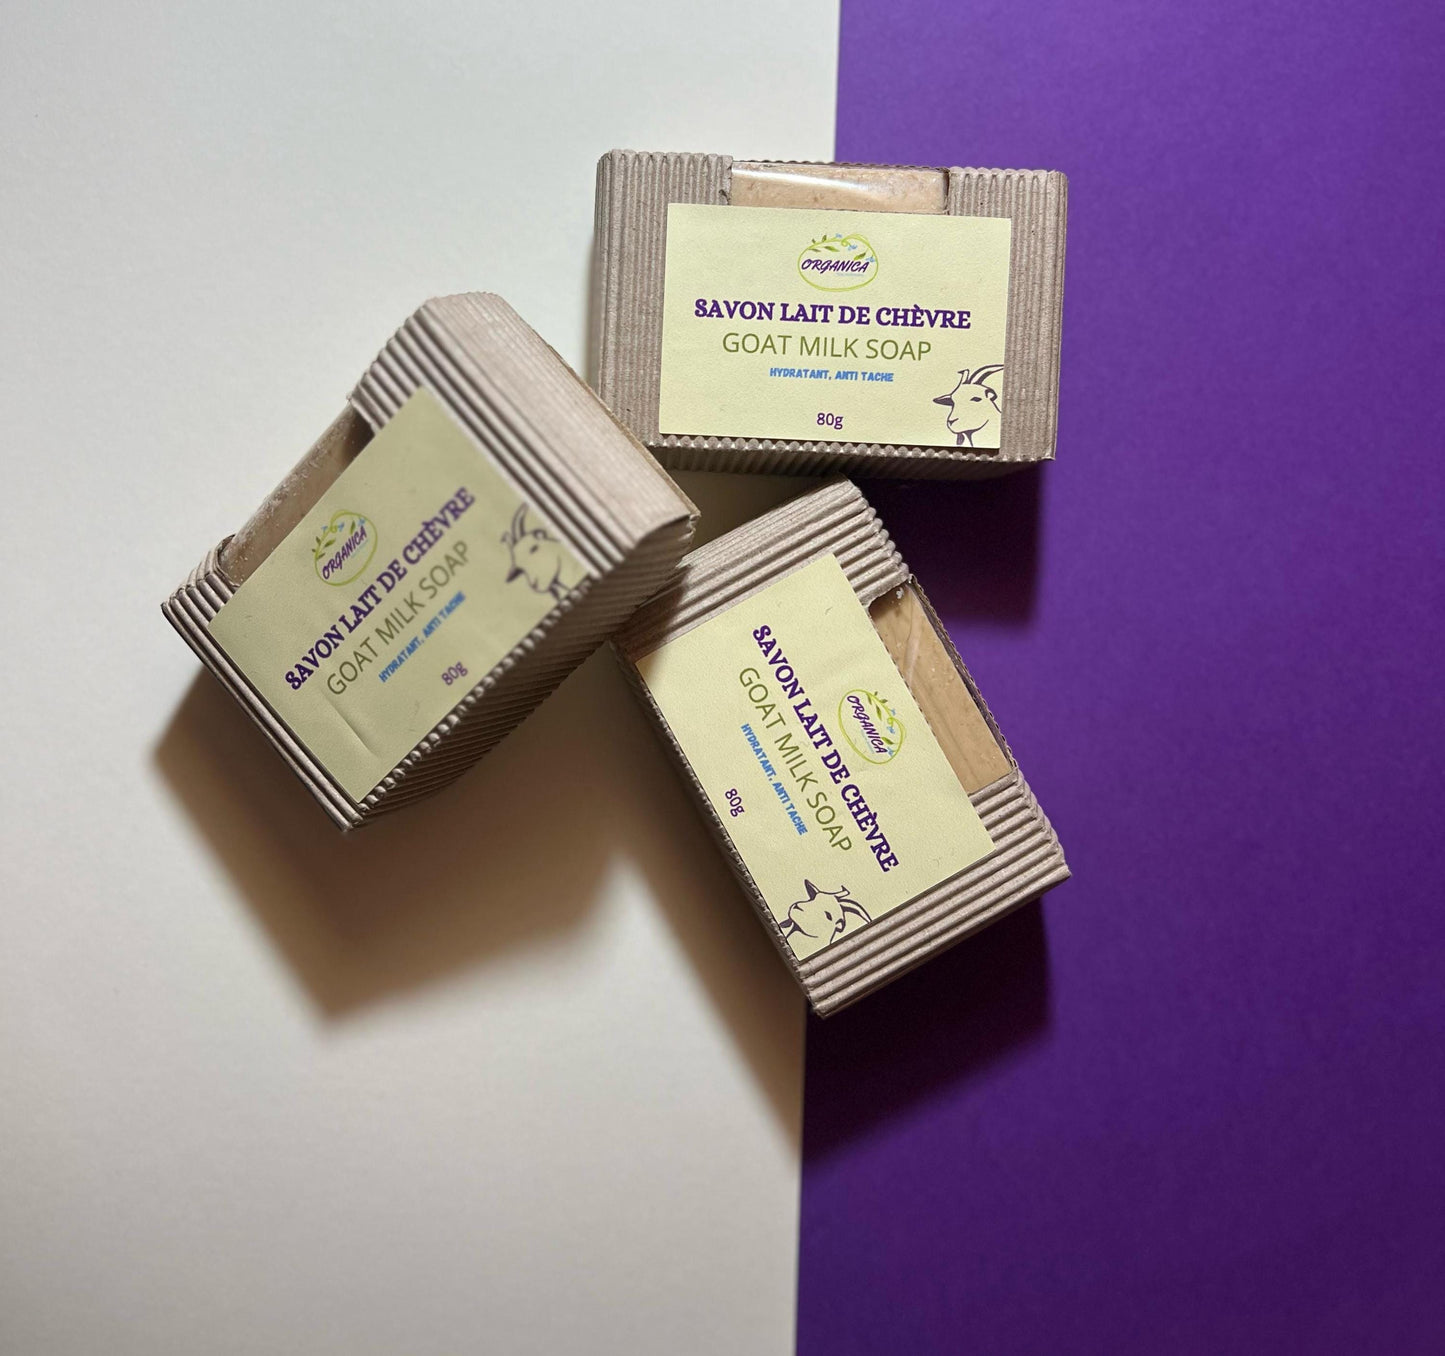 ORGANICA
SAVON LAIT DE CHÈVRE
GOAT MILK SOAP
HYDRATANT, ANTI TACHE
80g
ORGANICA
SAVON LAIT DE CHÈVRE
GOAT MILK SOAP
HYDRATANT, ANTI TACHE
80g
ORGANICA
SAVON LAIT DE CHÈVRE
GOAT MILK SOAP
HYDRATANT, ANTI TACHE
80g